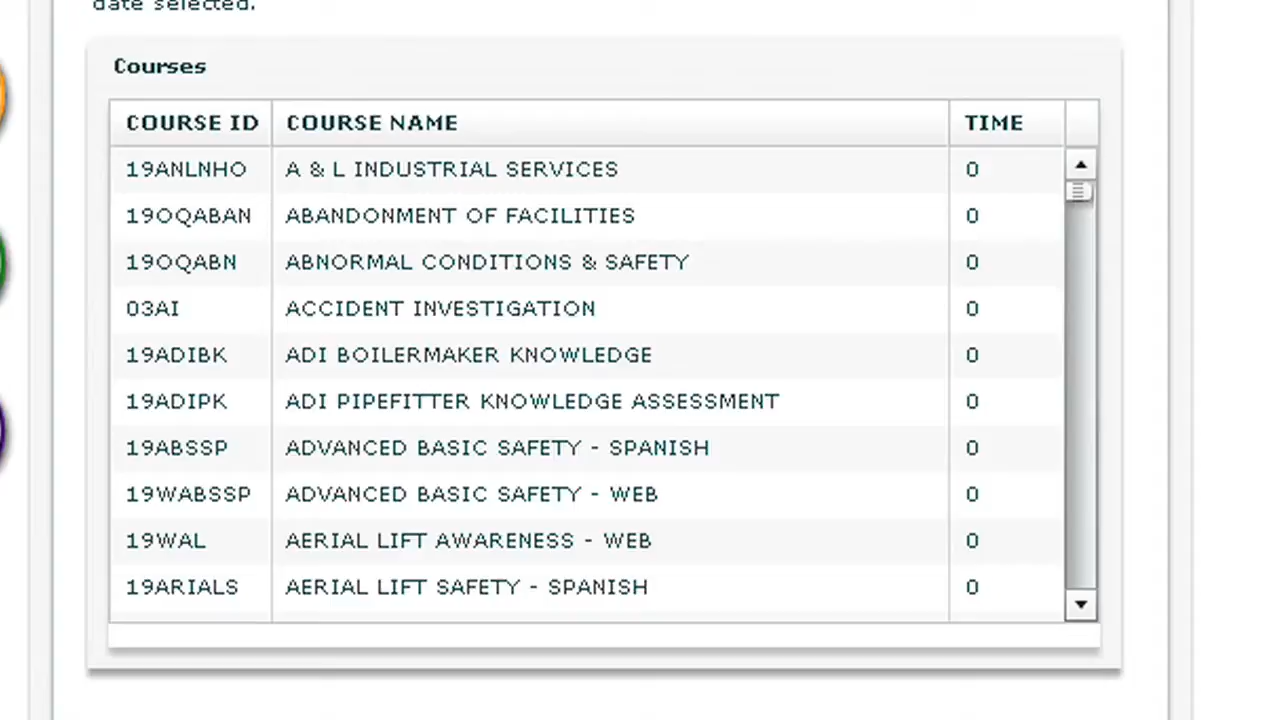 date selected.
Courses
COURSE ID COURSE NAME TIME
19ANLNHO A & L INDUSTRIAL SERVICES 0
19OQABAN ABANDONMENT OF FACILITIES 0
19OQABN ABNORMAL CONDITIONS & SAFETY 0
03AI ACCIDENT INVESTIGATION 0
19ADIBK ADI BOILERMAKER KNOWLEDGE 0
19ADIPK ADI PIPEFITTER KNOWLEDGE ASSESSMENT 0
19ABSSP ADVANCED BASIC SAFETY - SPANISH 0
19WABSSP ADVANCED BASIC SAFETY - WEB 0
19WAL AERIAL LIFT AWARENESS - WEB 0
19ARIALS AERIAL LIFT SAFETY - SPANISH 0